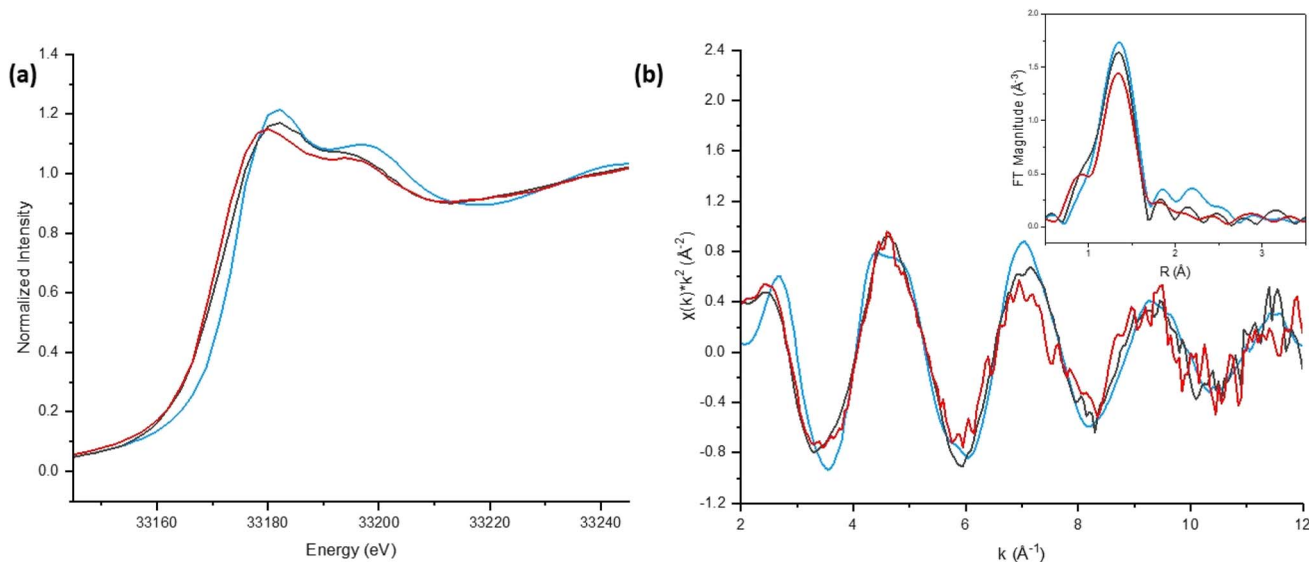 (a)
1.4
1.2
1.0
0.8
0.6
0.4
0.2
0.0
Normalized Intensity
33160 33180 33200 33220 33240
Energy (eV)
(b)
2.4
2.0
1.6
1.2
0.8
0.4
0.0
-0.4
-0.8
-1.2
χ(k)*k² (Å⁻²)
2 4 6 8 10 12
k (Å⁻¹)
2.0
1.5
1.0
0.5
0.0
FT Magnitude (Å⁻³)
1 2 3
R (Å)